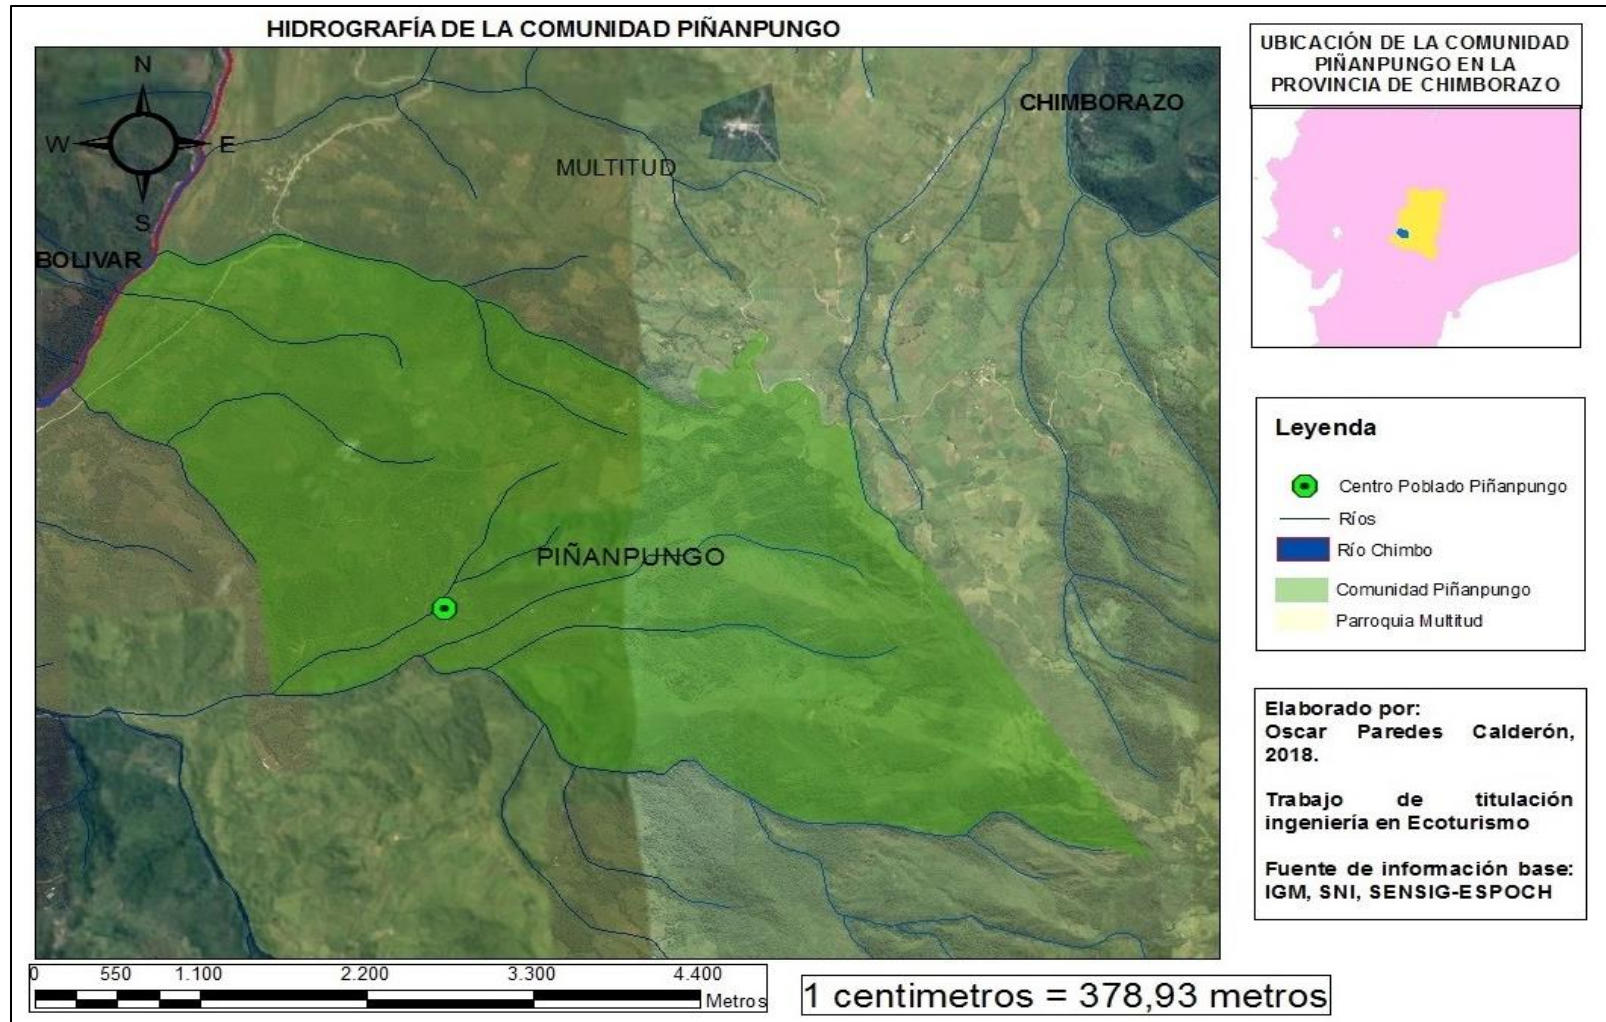 HIDROGRAFÍA DE LA COMUNIDAD PIÑANPUNGO
N
W
E
S
CHIMBORAZO
MULTITUD
BOLIVAR
PIÑANPUNGO
0 550 1.100 2.200 3.300 4.400
Metros
1 centimetros = 378,93 metros
UBICACIÓN DE LA COMUNIDAD
PIÑANPUNGO EN LA
PROVINCIA DE CHIMBORAZO
Leyenda
Centro Poblado Piñanpungo
Ríos
Río Chimbo
Comunidad Piñanpungo
Parroquia Multitud
Elaborado por:
Oscar Paredes Calderón,
2018.
Trabajo de titulación
ingeniería en Ecoturismo
Fuente de información base:
IGM, SNI, SENSIG-ESPOCH